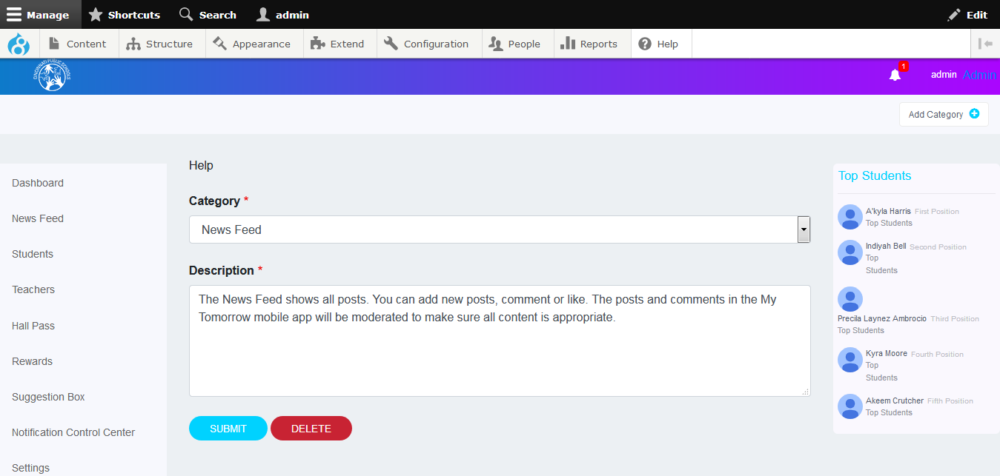 Manage Shortcuts Search admin Edit
Content Structure Appearance Extend Configuration People Reports Help
CINCINNATI PUBLIC SCHOOLS
1
admin Admin
Add Category
Dashboard
News Feed
Students
Teachers
Hall Pass
Rewards
Suggestion Box
Notification Control Center
Settings
Help
Category *
News Feed
Description *
The News Feed shows all posts. You can add new posts, comment or like. The posts and comments in the My
Tomorrow mobile app will be moderated to make sure all content is appropriate.
SUBMIT DELETE
Top Students
A'kyla Harris First Position
Top Students
Indiyah Bell Second Position
Top
Students
Precila Laynez Ambrocio Third Position
Top Students
Kyra Moore Fourth Position
Top
Students
Akeem Crutcher Fifth Position
Top Students